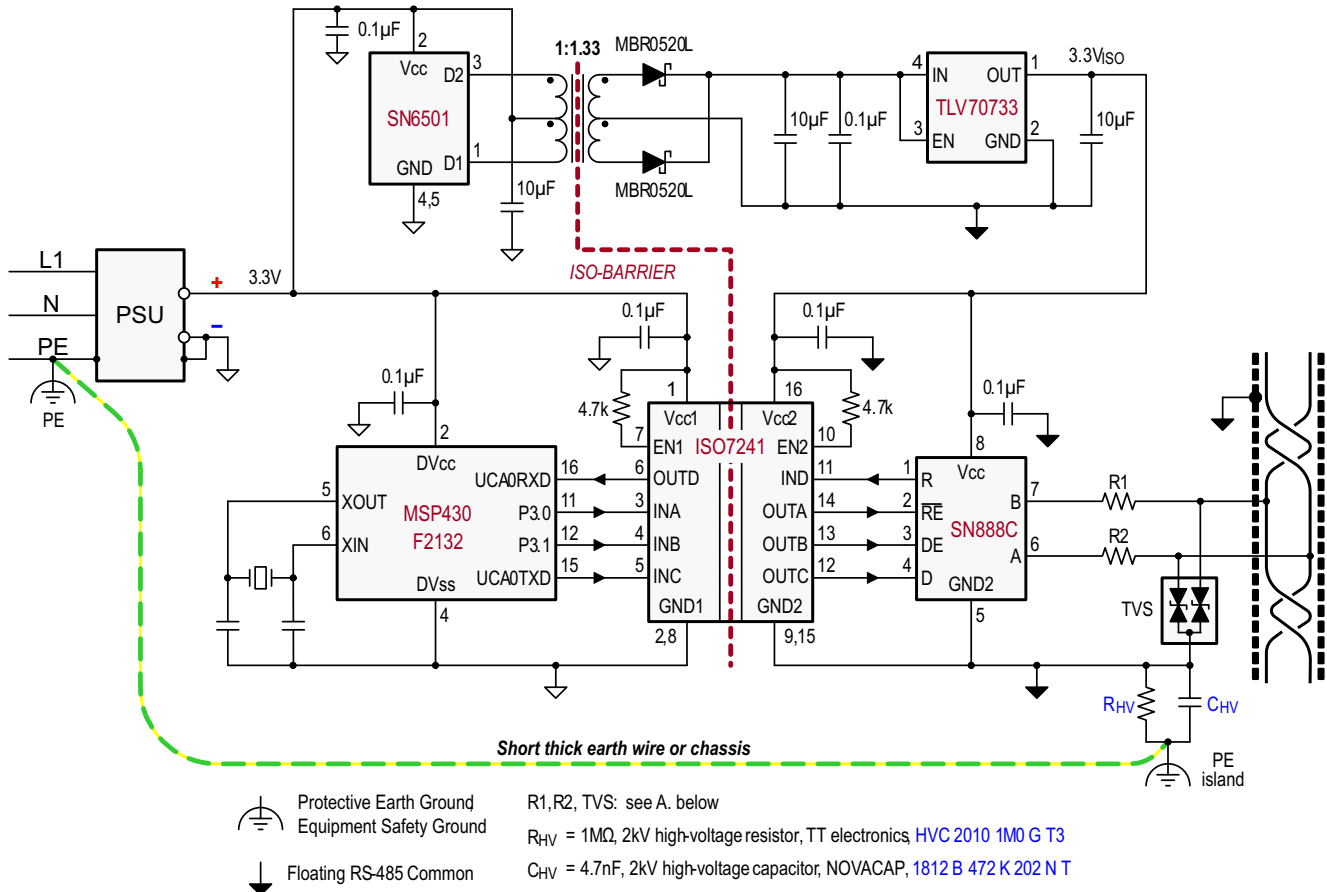 0.1µF
2
Vcc
D2
3
SN6501
D1
1
GND
4,5
10µF
1:1.33
MBR0520L
MBR0520L
10µF
0.1µF
4
IN
OUT
1
TLV70733
3
EN
GND
2
3.3VISO
10µF
ISO-BARRIER
L1
N
PE
PSU
+
−
3.3V
PE
0.1µF
2
DVcc
5
XOUT
6
XIN
MSP430
F2132
UCA0RXD
16
P3.0
11
P3.1
12
UCA0TXD
15
DVss
4
0.1µF
4.7k
1
Vcc1
7
EN1
6
OUTD
3
INA
4
INB
5
INC
GND1
2,8
ISO7241
0.1µF
4.7k
16
Vcc2
EN2
10
IND
11
OUTA
14
OUTB
13
OUTC
12
GND2
9,15
0.1µF
8
Vcc
1
R
2
RE
3
DE
4
D
SN888C
B
7
A
6
GND2
5
R1
R2
TVS
RHV
CHV
Short thick earth wire or chassis
PE
island
Protective Earth Ground
Equipment Safety Ground
Floating RS-485 Common
R1,R2, TVS: see A. below
RHV = 1MΩ, 2kV high-voltage resistor, TT electronics, HVC 2010 1M0 G T3
CHV = 4.7nF, 2kV high-voltage capacitor, NOVACAP, 1812 B 472 K 202 N T